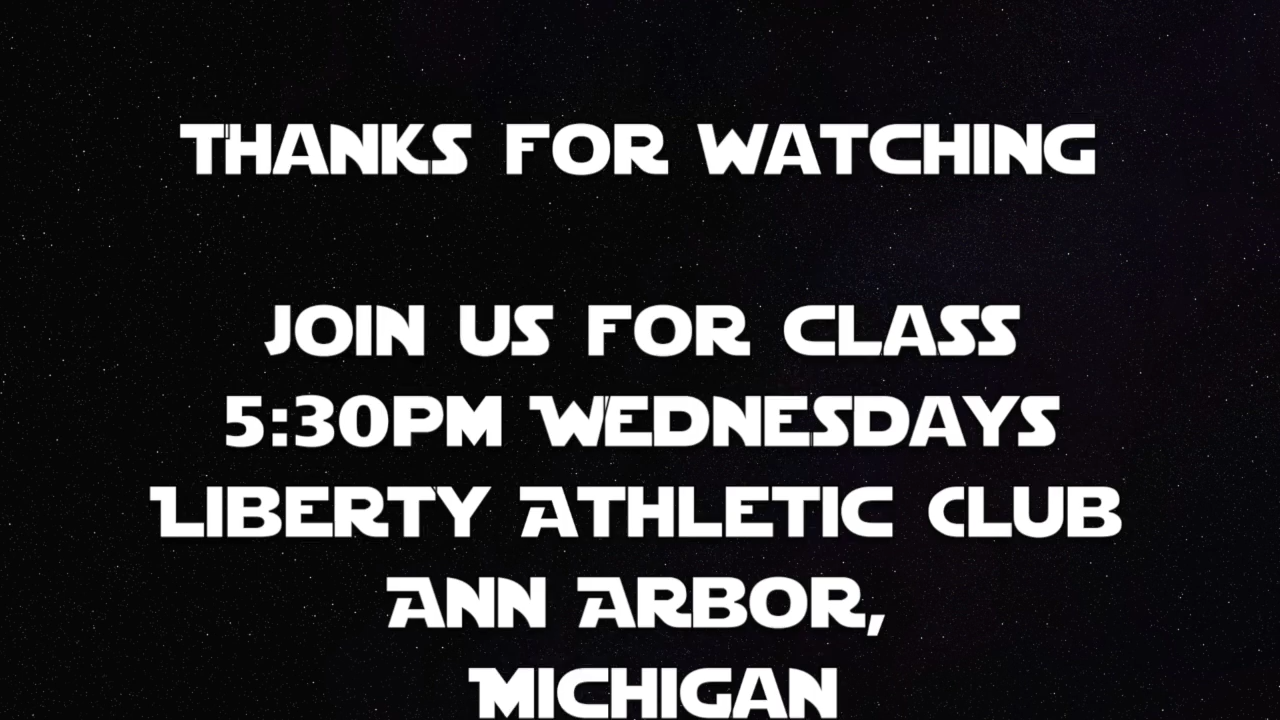 Thanks for watching
Join us for class
5:30pm Wednesdays
Liberty Athletic Club
Ann Arbor,
Michigan